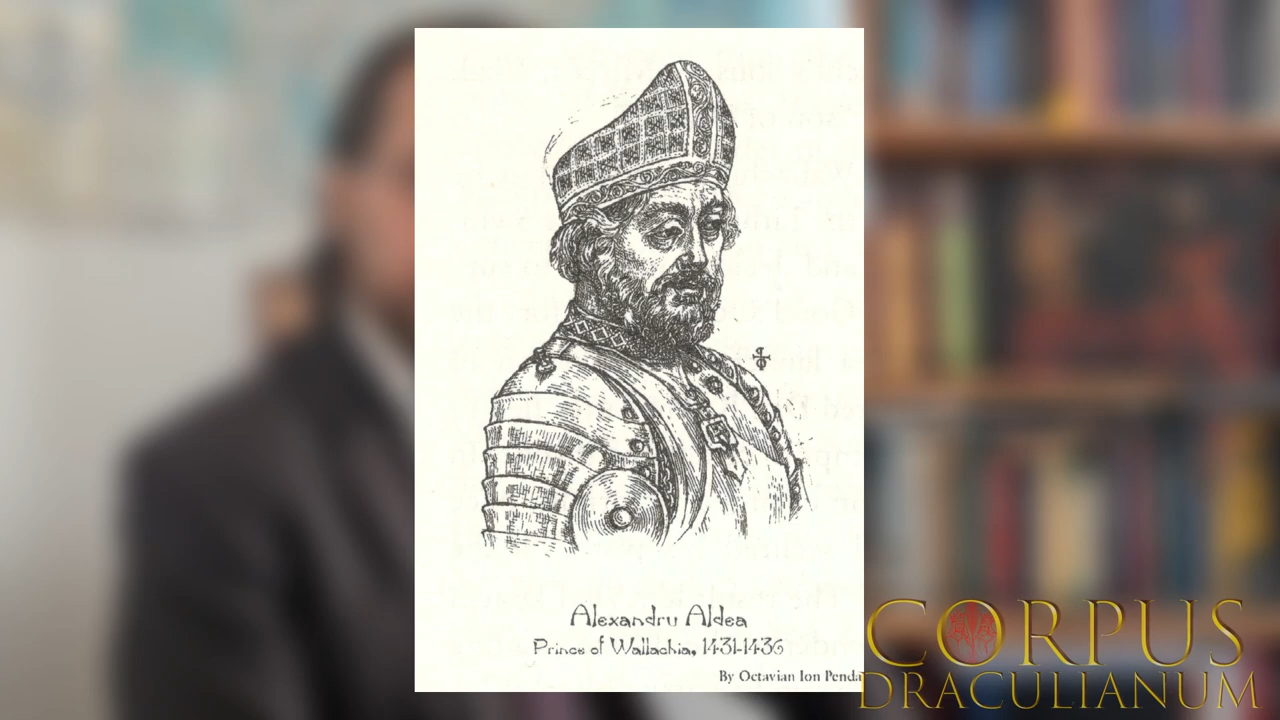 Alexandru Aldea
Prince of Wallachia, 1431-1436
By Octavian Ion Penda
CORPUS
DRACULIANUM